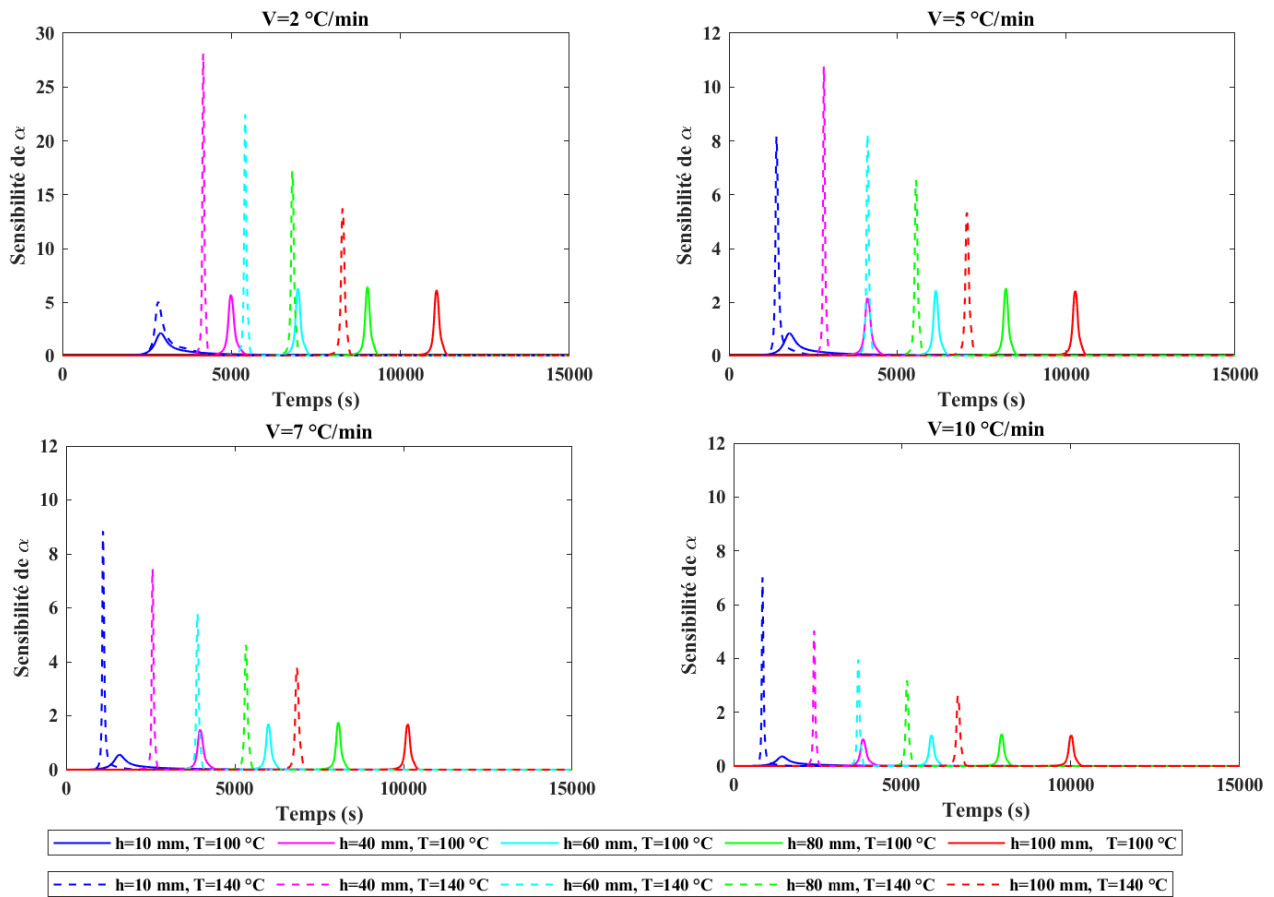 V=2 °C/min
30
25
20
15
10
5
0
Sensibilité de α
0 5000 10000 15000
Temps (s)
V=5 °C/min
12
10
8
6
4
2
0
Sensibilité de α
0 5000 10000 15000
Temps (s)
V=7 °C/min
12
10
8
6
4
2
0
Sensibilité de α
0 5000 10000 15000
Temps (s)
V=10 °C/min
12
10
8
6
4
2
0
Sensibilité de α
0 5000 10000 15000
Temps (s)
h=10 mm, T=100 °C h=40 mm, T=100 °C h=60 mm, T=100 °C h=80 mm, T=100 °C h=100 mm, T=100 °C
h=10 mm, T=140 °C h=40 mm, T=140 °C h=60 mm, T=140 °C h=80 mm, T=140 °C h=100 mm, T=140 °C